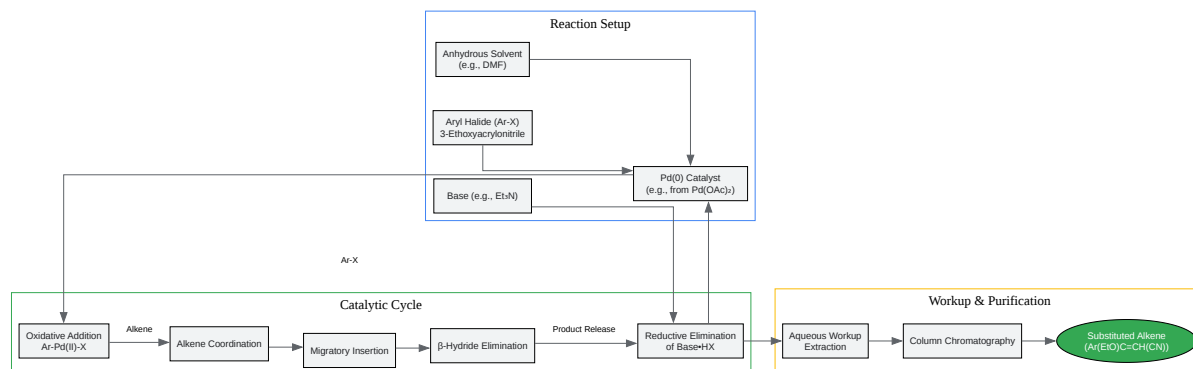 Reaction Setup
Anhydrous Solvent
(e.g., DMF)
Aryl Halide (Ar-X)
3-Ethoxyacrylonitrile
Pd(0) Catalyst
(e.g., from Pd(OAc)₂)
Base (e.g., Et₃N)
Ar-X
Catalytic Cycle
Oxidative Addition
Ar-Pd(II)-X
Alkene
Alkene Coordination
Migratory Insertion
β-Hydride Elimination
Product Release
Reductive Elimination
of Base•HX
Workup & Purification
Aqueous Workup
Extraction
Column Chromatography
Substituted Alkene
(Ar(EtO)C=CH(CN))